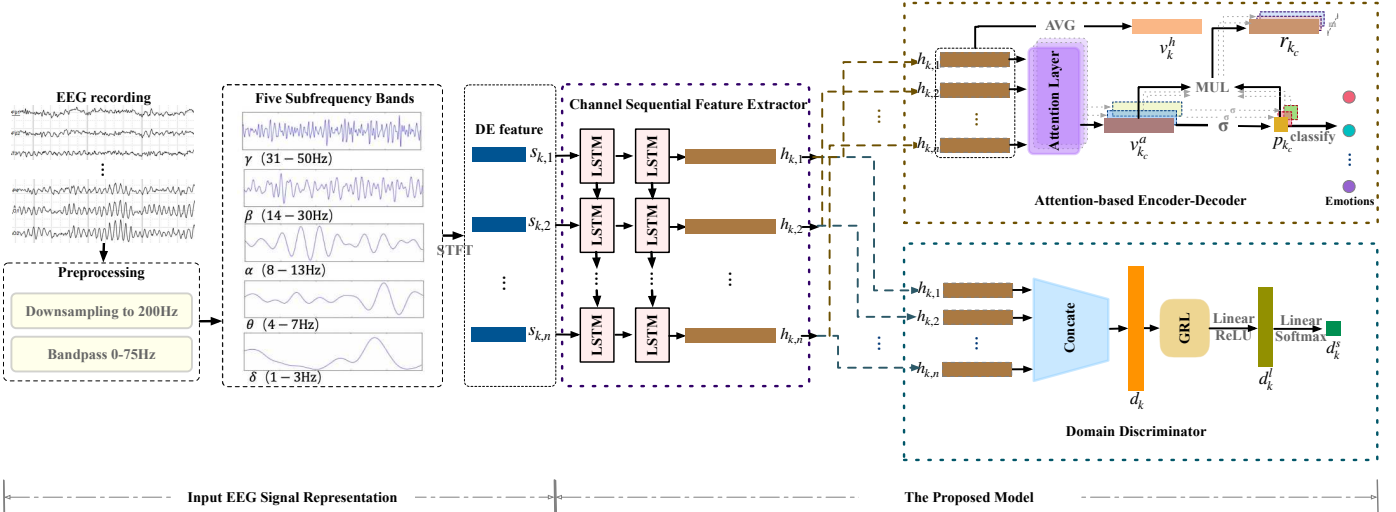 EEG recording
Preprocessing
Downsampling to 200Hz
Bandpass 0-75Hz
Five Subfrequency Bands
γ (31 − 50Hz)
β (14 − 30Hz)
α (8 − 13Hz)
θ (4 − 7Hz)
δ (1 − 3Hz)
STFT
DE feature
s_{k,1}
s_{k,2}
s_{k,n}
Channel Sequential Feature Extractor
LSTM
LSTM
h_{k,1}
LSTM
LSTM
h_{k,2}
LSTM
LSTM
h_{k,n}
h_{k,1}
h_{k,2}
h_{k,n}
AVG
Attention Layer
v_k^h
r_{k_c}
MUL
v_{k_c}^a
σ
σ
σ
p_{k_c}
classify
Emotions
Attention-based Encoder-Decoder
h_{k,1}
h_{k,2}
h_{k,n}
Concate
d_k
GRL
Linear
ReLU
d_k^l
Linear
Softmax
d_k^s
Domain Discriminator
Input EEG Signal Representation
The Proposed Model